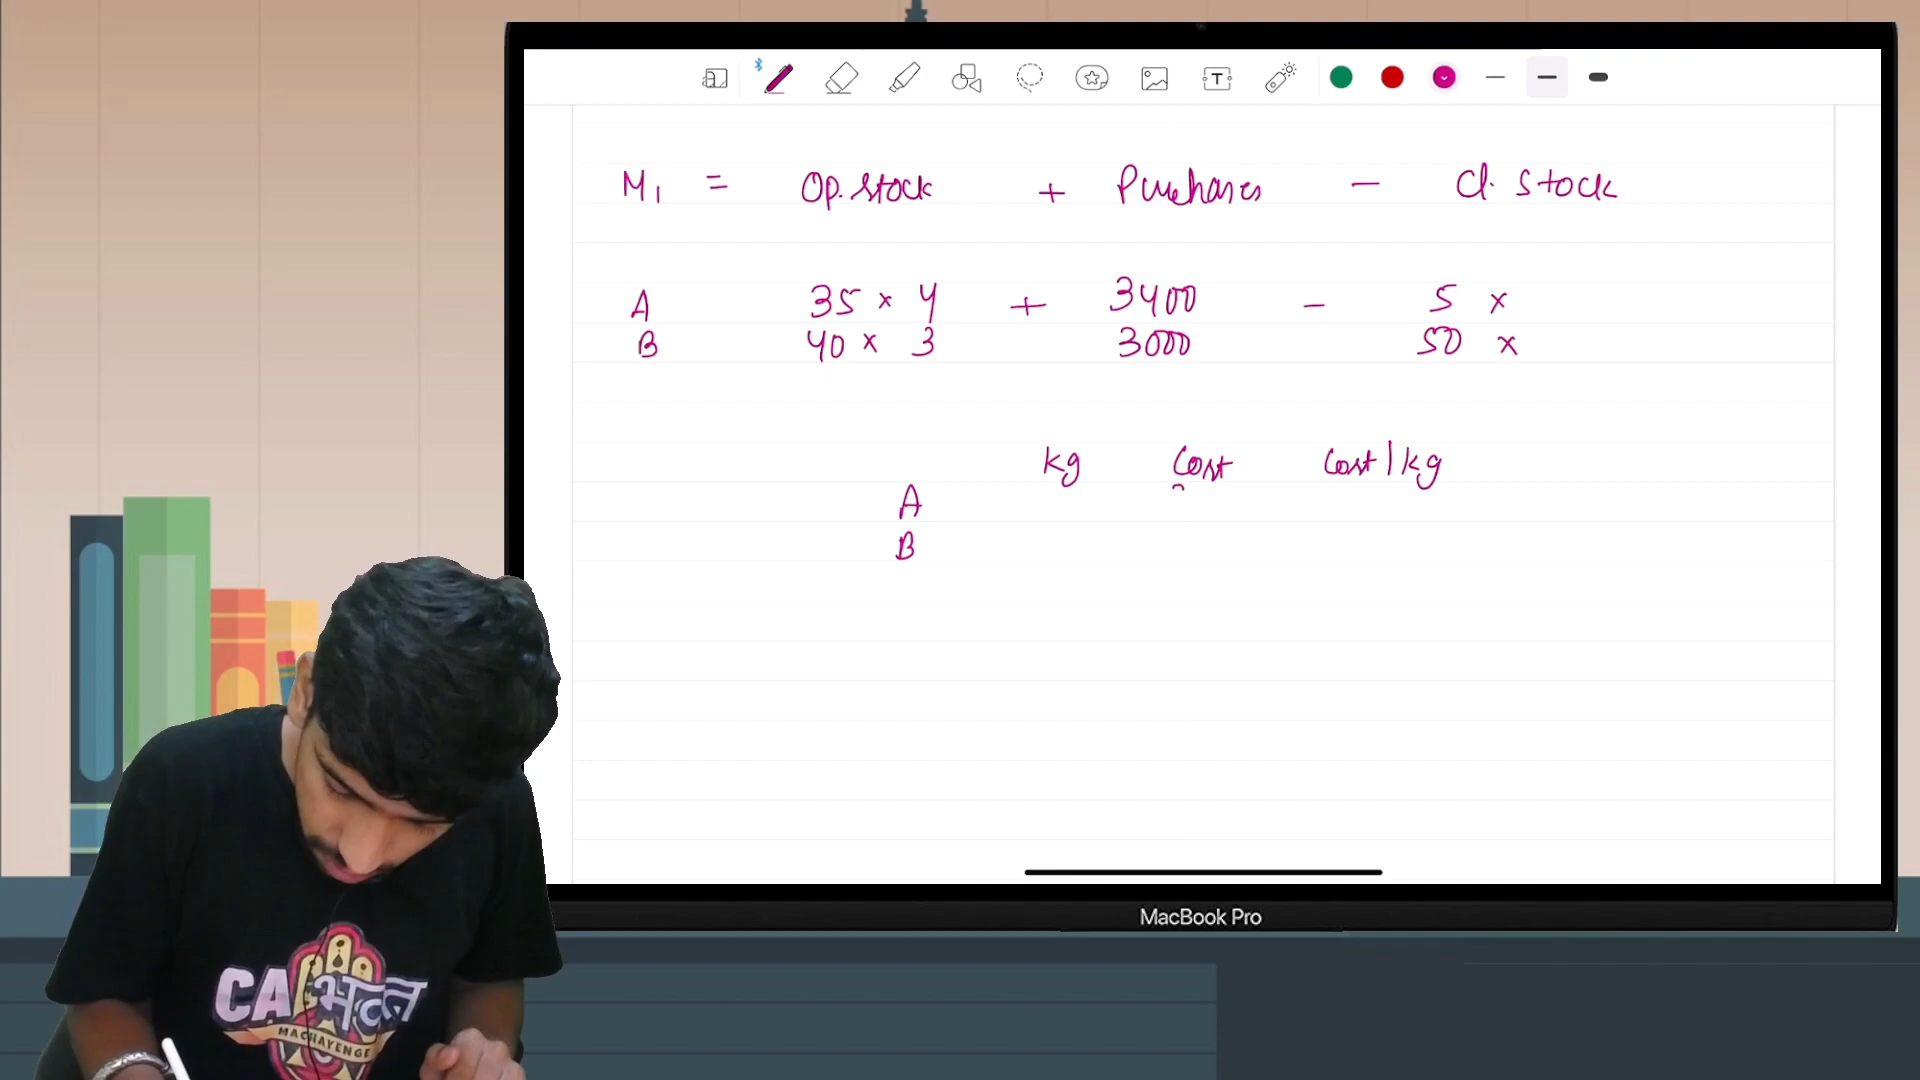 M1 = Op. Stock + Purchases - Cl. Stock
A 35 × 4 + 3400 - 5 ×
B 40 × 3 3000 50 ×
kg Cost Cost/kg
A
B
MacBook Pro
CA भक्त
MACHAYENGE